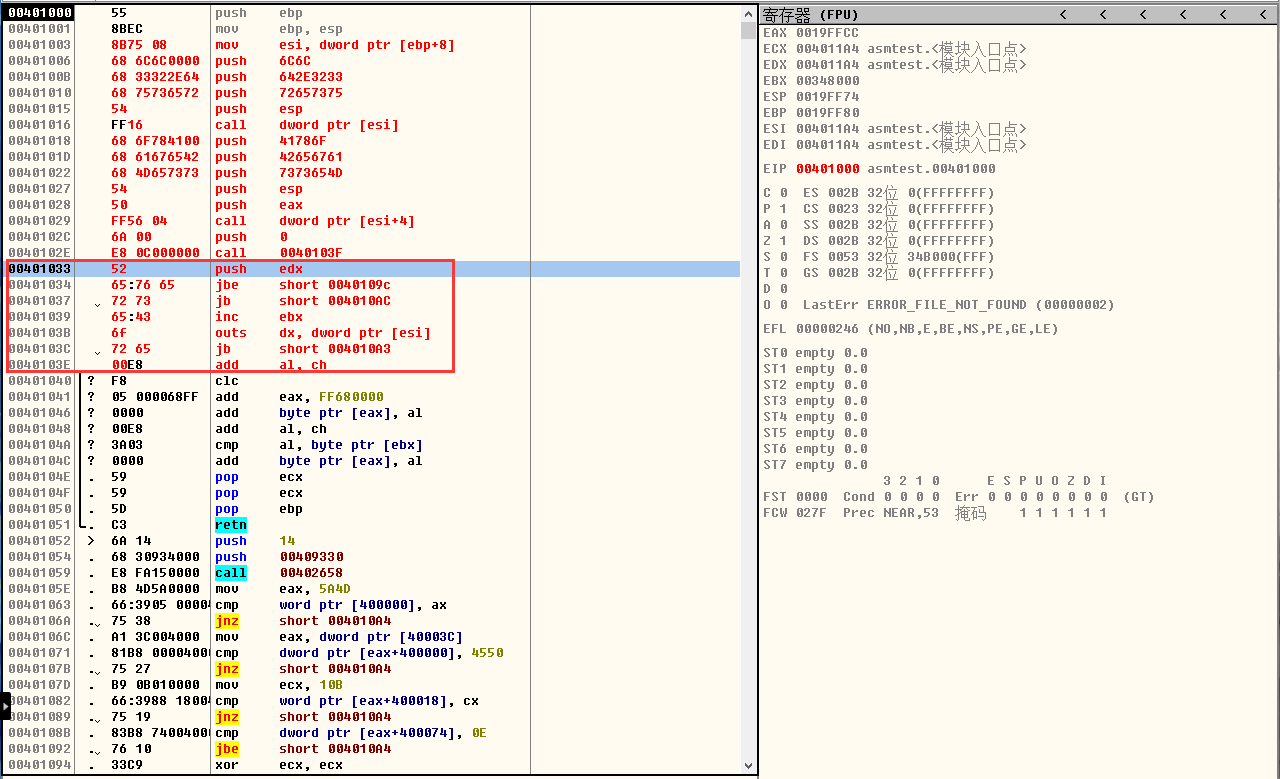 00401000 55 push ebp
00401001 8BEC mov ebp, esp
00401003 8B75 08 mov esi, dword ptr [ebp+8]
00401006 68 6C6C0000 push 6C6C
0040100B 68 33322E64 push 642E3233
00401010 68 75736572 push 72657375
00401015 54 push esp
00401016 FF16 call dword ptr [esi]
00401018 68 6F784100 push 41786F
0040101D 68 61676542 push 42656761
00401022 68 4D657373 push 7373654D
00401027 54 push esp
00401028 50 push eax
00401029 FF56 04 call dword ptr [esi+4]
0040102C 6A 00 push 0
0040102E E8 0C000000 call 0040103F
00401033 52 push edx
00401034 65:76 65 jbe short 0040109c
00401037 72 73 jb short 004010AC
00401039 65:43 inc ebx
0040103B 6f outs dx, dword ptr [esi]
0040103C 72 65 jb short 004010A3
0040103E 00E8 add al, ch
00401040 ? F8 clc
00401041 ? 05 000068FF add eax, FF680000
00401046 ? 0000 add byte ptr [eax], al
00401048 ? 00E8 add al, ch
0040104A ? 3A03 cmp al, byte ptr [ebx]
0040104C ? 0000 add byte ptr [eax], al
0040104E . 59 pop ecx
0040104F . 59 pop ecx
00401050 . 5D pop ebp
00401051 . C3 retn
00401052 > 6A 14 push 14
00401054 . 68 30934000 push 00409330
00401059 . E8 FA150000 call 00402658
0040105E . B8 4D5A0000 mov eax, 5A4D
00401063 . 66:3905 0000 cmp word ptr [400000], ax
0040106A . 75 38 jnz short 004010A4
0040106C . A1 3C004000 mov eax, dword ptr [40003C]
00401071 . 81B8 0000400 cmp dword ptr [eax+400000], 4550
0040107B . 75 27 jnz short 004010A4
0040107D . B9 0B010000 mov ecx, 10B
00401082 . 66:3988 1800 cmp word ptr [eax+400018], cx
00401089 . 75 19 jnz short 004010A4
0040108B . 83B8 7400400 cmp dword ptr [eax+400074], 0E
00401092 . 76 10 jbe short 004010A4
00401094 . 33C9 xor ecx, ecx
寄存器 (FPU) < < < < < <
EAX 0019FFCC
ECX 004011A4 asmtest.<模块入口点>
EDX 004011A4 asmtest.<模块入口点>
EBX 00348000
ESP 0019FF74
EBP 0019FF80
ESI 004011A4 asmtest.<模块入口点>
EDI 004011A4 asmtest.<模块入口点>
EIP 00401000 asmtest.00401000
C 0 ES 002B 32位 0(FFFFFFFF)
P 1 CS 0023 32位 0(FFFFFFFF)
A 0 SS 002B 32位 0(FFFFFFFF)
Z 1 DS 002B 32位 0(FFFFFFFF)
S 0 FS 0053 32位 34B000(FFF)
T 0 GS 002B 32位 0(FFFFFFFF)
D 0
O 0 LastErr ERROR_FILE_NOT_FOUND (00000002)
EFL 00000246 (NO,NB,E,BE,NS,PE,GE,LE)
ST0 empty 0.0
ST1 empty 0.0
ST2 empty 0.0
ST3 empty 0.0
ST4 empty 0.0
ST5 empty 0.0
ST6 empty 0.0
ST7 empty 0.0
3 2 1 0 E S P U O Z D I
FST 0000 Cond 0 0 0 0 Err 0 0 0 0 0 0 0 0 (GT)
FCW 027F Prec NEAR,53 掩码 1 1 1 1 1 1